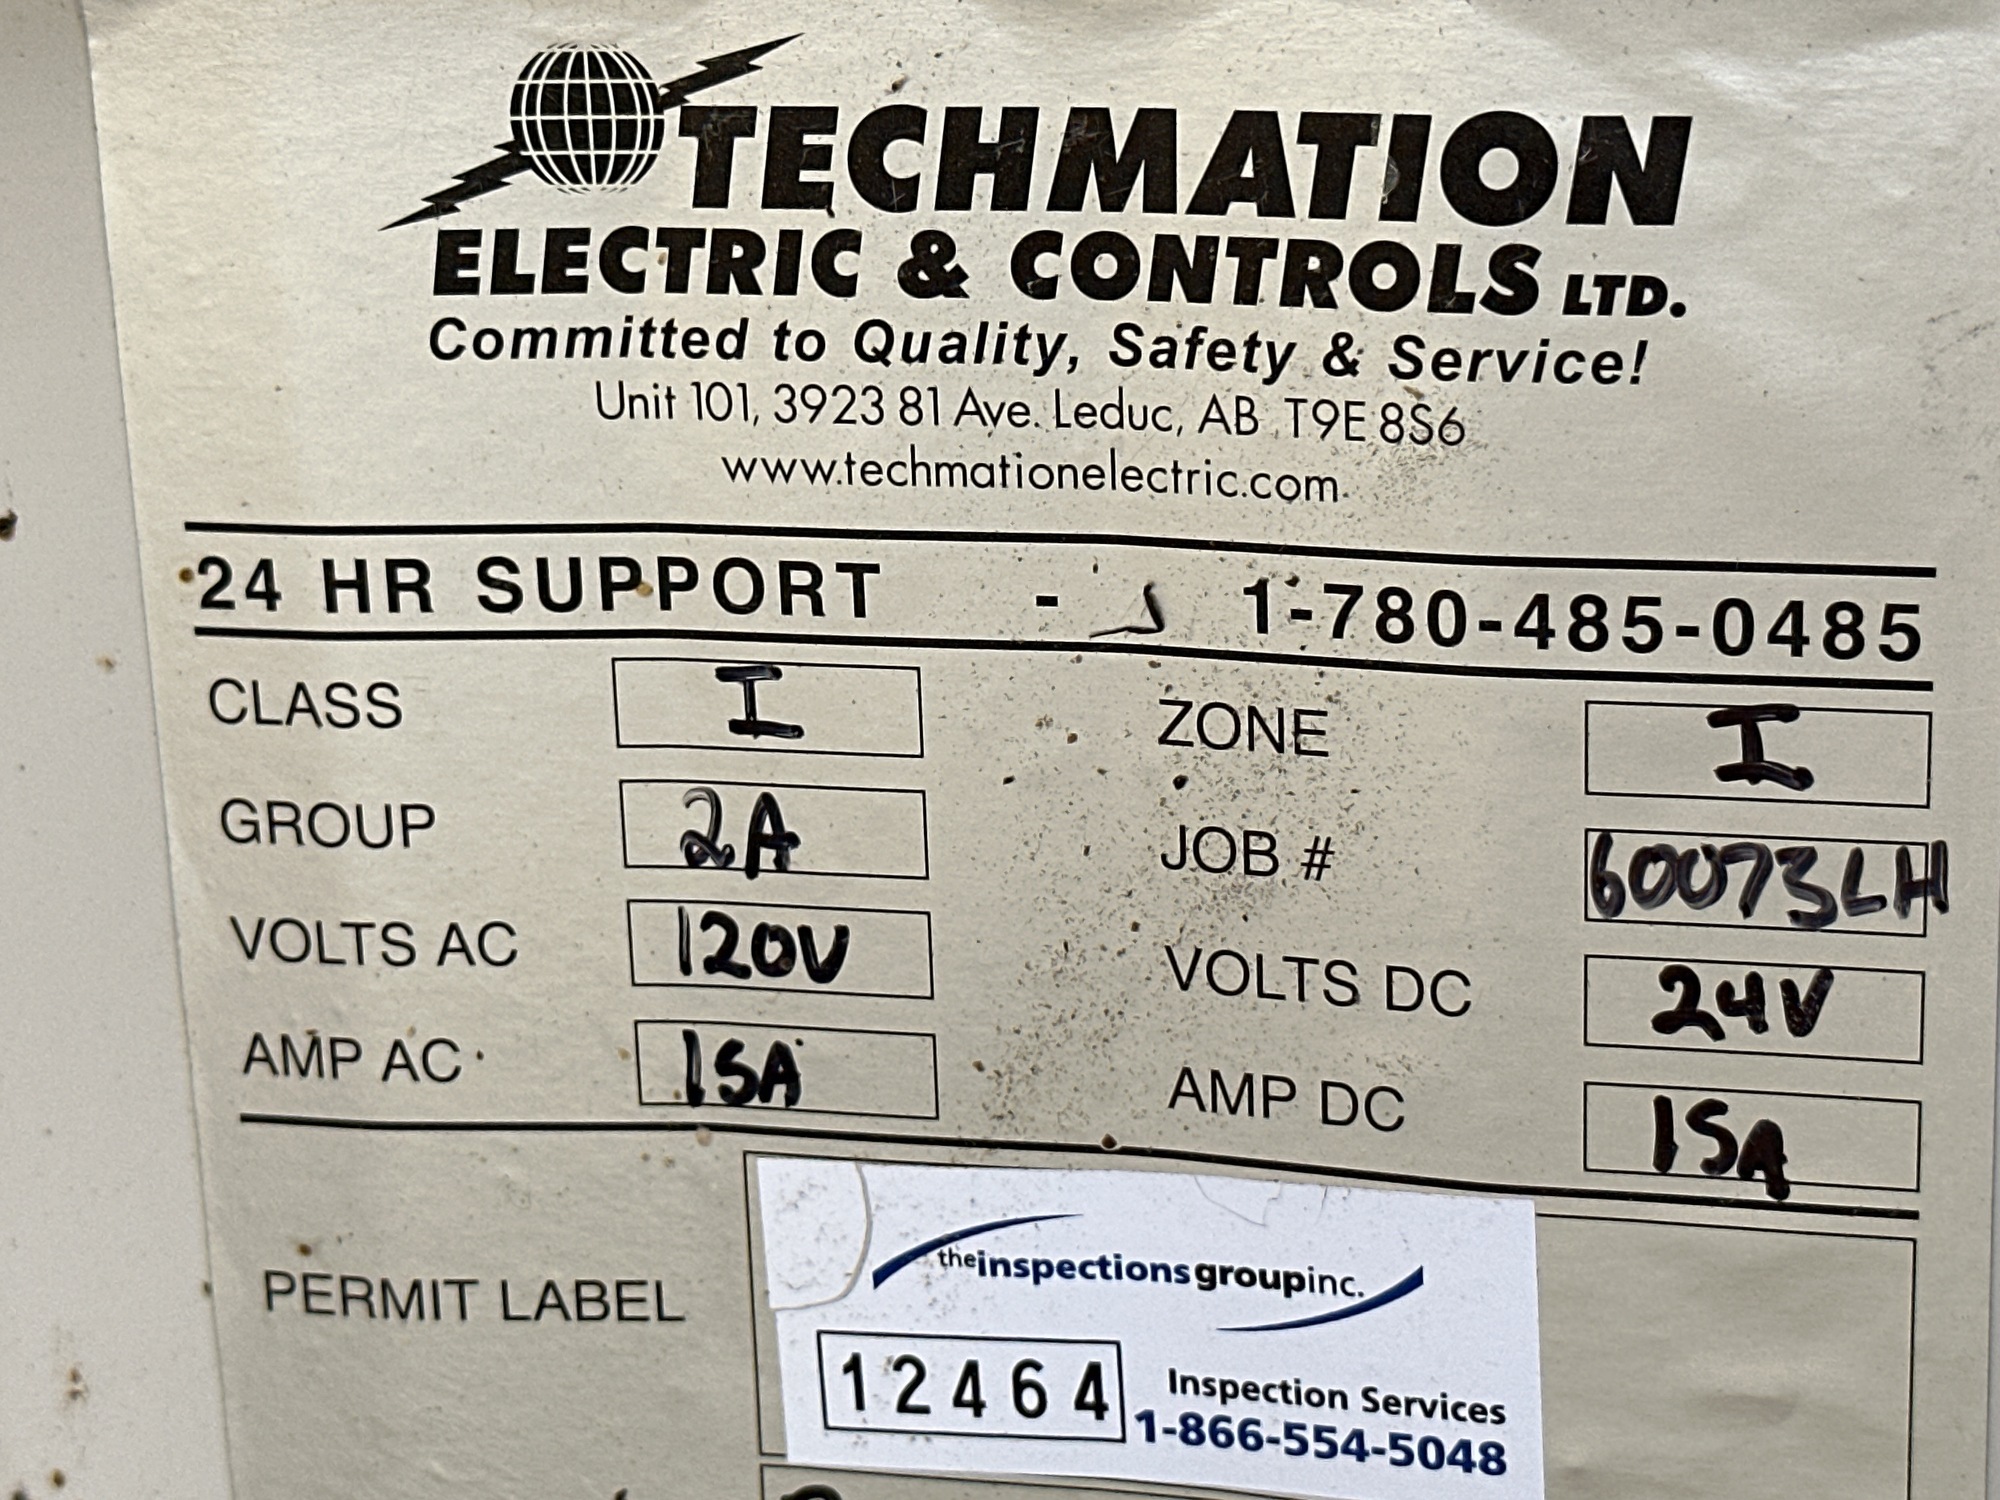 TECHMATION
ELECTRIC & CONTROLS LTD.
Committed to Quality, Safety & Service!
Unit 101, 3923 81 Ave. Leduc, AB T9E 8S6
www.techmationelectric.com
24 HR SUPPORT - 1-780-485-0485
CLASS I ZONE I
GROUP 2A JOB # 60073LH
VOLTS AC 120V VOLTS DC 24V
AMP AC 15A AMP DC 15A
PERMIT LABEL
theinspectionsgroupinc.
12464
Inspection Services
1-866-554-5048